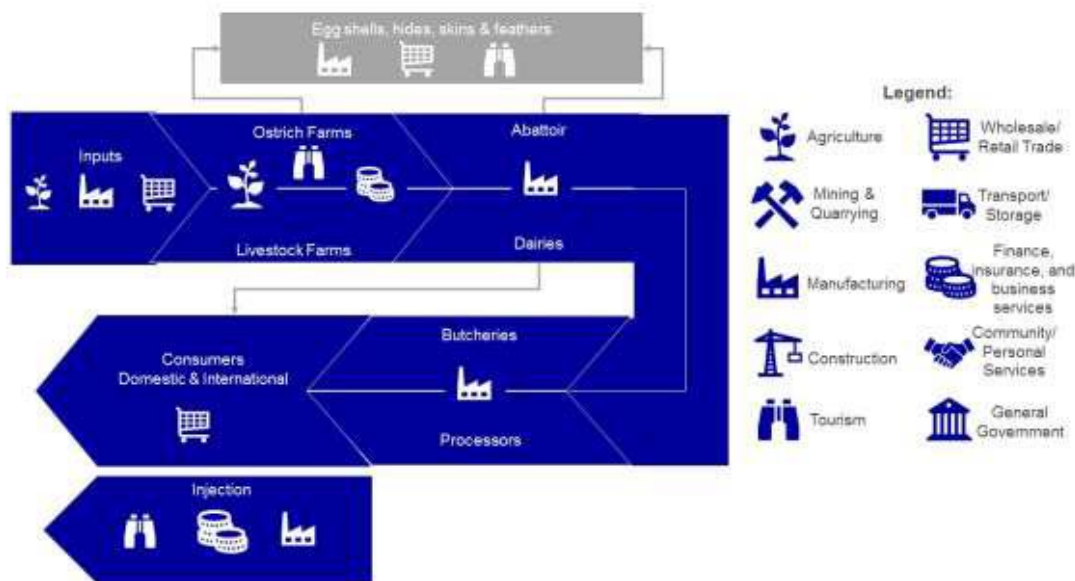 Egg shells, hides, skins & feathers
Ostrich Farms
Abattoir
Inputs
Livestock Farms
Dairies
Butcheries
Consumers
Domestic & International
Processors
Injection
Legend:
Agriculture
Wholesale/
Retail Trade
Mining &
Quarrying
Transport/
Storage
Manufacturing
Finance,
insurance, and
business
services
Construction
Community/
Personal
Services
Tourism
General
Government